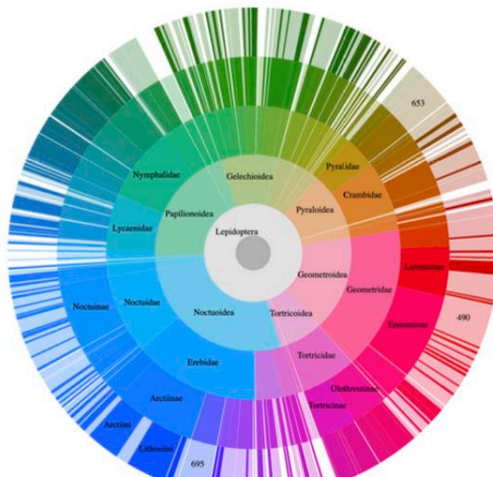 653
Nymphalidae
Gelechioidea
Pyralidae
Crambidae
Papilionoidea
Pyraloidea
Lycaenidae
Lepidoptera
Larentiinae
Geometroidea
Geometridae
Noctuinae
Noctuidae
Noctuoidea
Tortricoidea
Ennominae
490
Erebidae
Tortricidae
Arctiinae
Olethreutinae
Tortricinae
Arctiini
Lithosiini
695